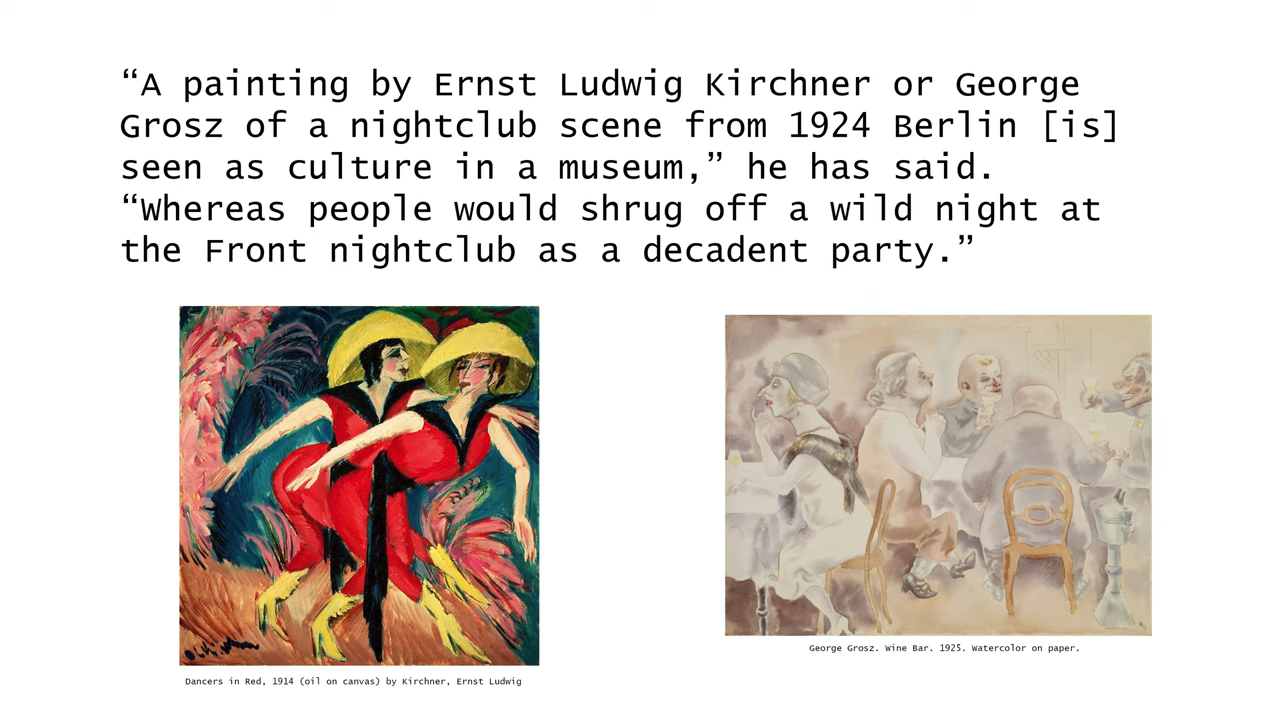 “A painting by Ernst Ludwig Kirchner or George
Grosz of a nightclub scene from 1924 Berlin [is]
seen as culture in a museum,” he has said.
“Whereas people would shrug off a wild night at
the Front nightclub as a decadent party.”
George Grosz. Wine Bar. 1925. Watercolor on paper.
Dancers in Red, 1914 (oil on canvas) by Kirchner, Ernst Ludwig